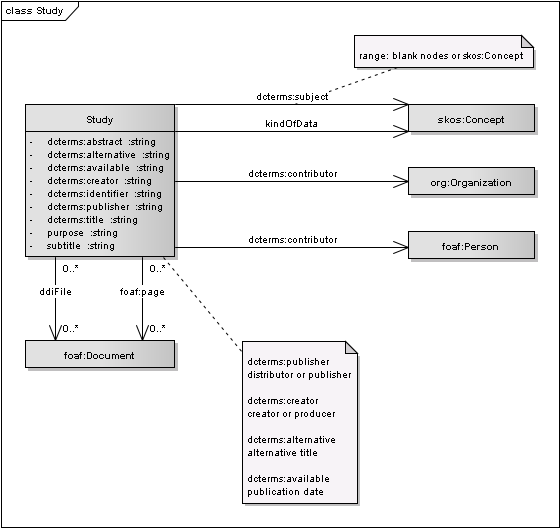 class Study
range: blank nodes or skos:Concept
dcterms:subject
Study
skos:Concept
kindOfData
- dcterms:abstract :string
- dcterms:alternative :string
- dcterms:available :string
- dcterms:creator :string
- dcterms:identifier :string
- dcterms:publisher :string
- dcterms:title :string
- purpose :string
- subtitle :string
dcterms:contributor
org:Organization
dcterms:contributor
foaf:Person
0..* 0..*
ddiFile foaf:page
0..* 0..*
foaf:Document
dcterms:publisher
distributor or publisher
dcterms:creator
creator or producer
dcterms:alternative
alternative title
dcterms:available
publication date